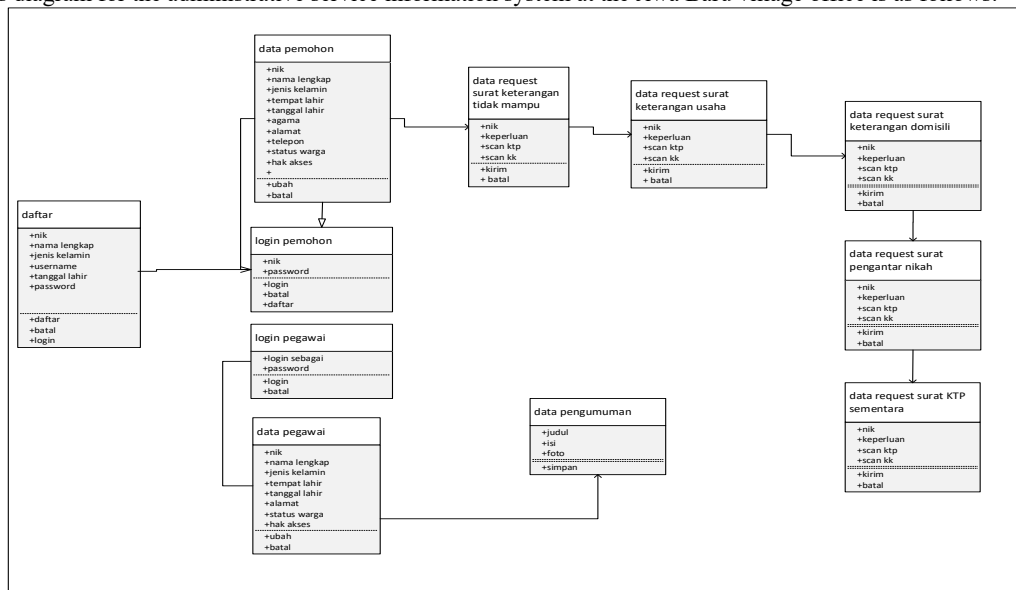 diagram for the administrative service information system at the
village office is as follows.
data pemohon
+nik
+nama lengkap
+jenis kelamin
+tempat lahir
+tanggal lahir
+agama
+alamat
+telepon
+status warga
+hak akses
+
+ubah
+batal
data request
surat keterangan
tidak mampu
+nik
+keperluan
+scan ktp
+scan kk
+kirim
+ batal
data request surat
keterangan usaha
+nik
+keperluan
+scan ktp
+scan kk
+kirim
+ batal
data request surat
keterangan domisili
+nik
+keperluan
+scan ktp
+scan kk
+kirim
+batal
daftar
+nik
+nama lengkap
+jenis kelamin
+username
+tanggal lahir
+password
+daftar
+batal
+login
login pemohon
+nik
+password
+login
+batal
+daftar
data request surat
pengantar nikah
+nik
+keperluan
+scan ktp
+scan kk
+kirim
+batal
login pegawai
+login sebagai
+password
+login
+batal
data request surat KTP
sementara
+nik
+keperluan
+scan ktp
+scan kk
+kirim
+batal
data pegawai
+nik
+nama lengkap
+jenis kelamin
+tempat lahir
+tanggal lahir
+alamat
+status warga
+hak akses
+ubah
+batal
data pengumuman
+judul
+isi
+foto
+simpan